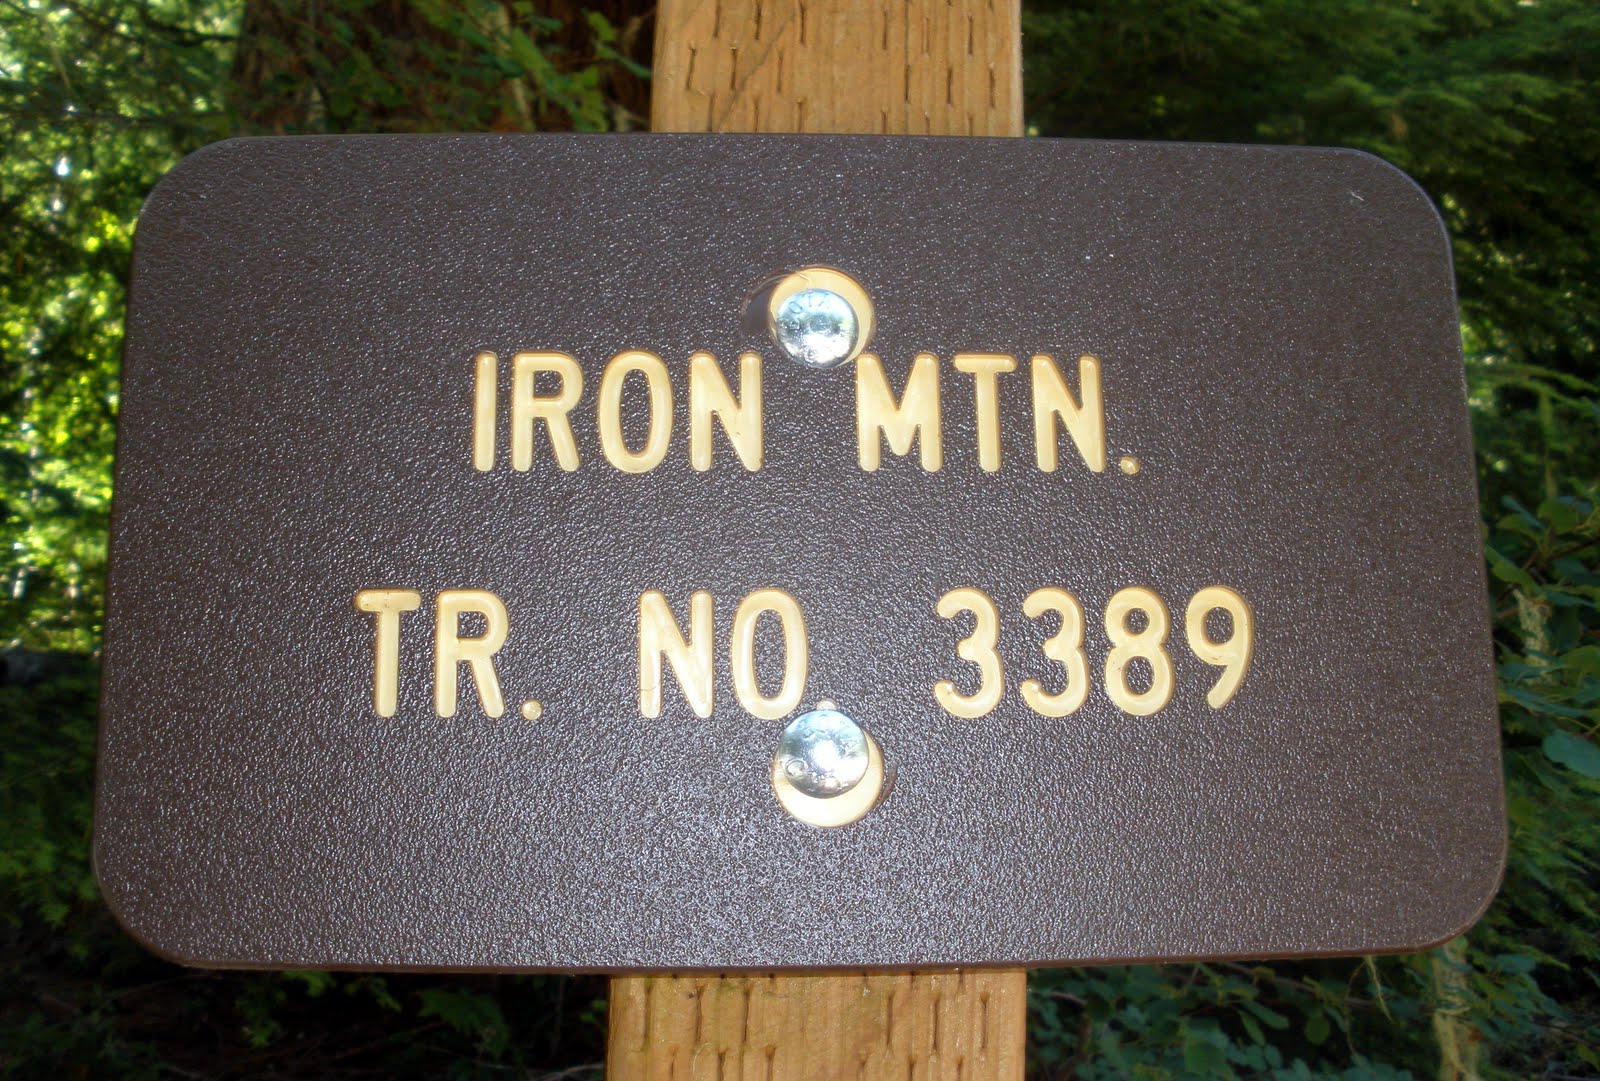 IRON MTN.
TR. NO. 3389